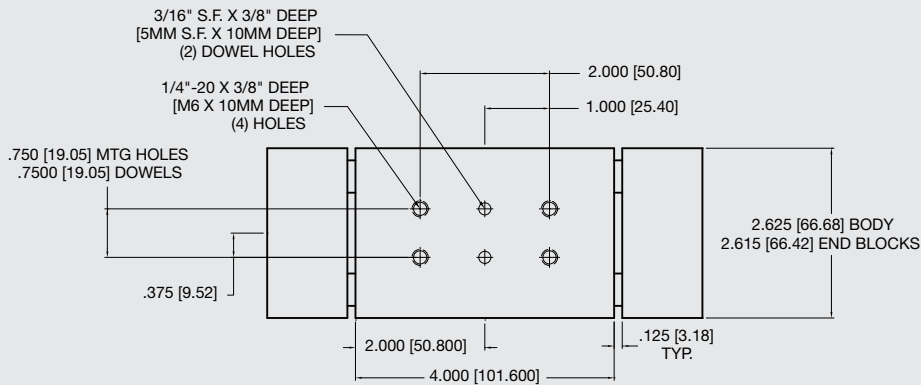 3/16" S.F. X 3/8" DEEP
[5MM S.F. X 10MM DEEP]
(2) DOWEL HOLES
1/4"-20 X 3/8" DEEP
[M6 X 10MM DEEP]
(4) HOLES
2.000 [50.80]
1.000 [25.40]
.750 [19.05] MTG HOLES
.7500 [19.05] DOWELS
2.625 [66.68] BODY
2.615 [66.42] END BLOCKS
.375 [9.52]
2.000 [50.800]
.125 [3.18]
TYP.
4.000 [101.600]